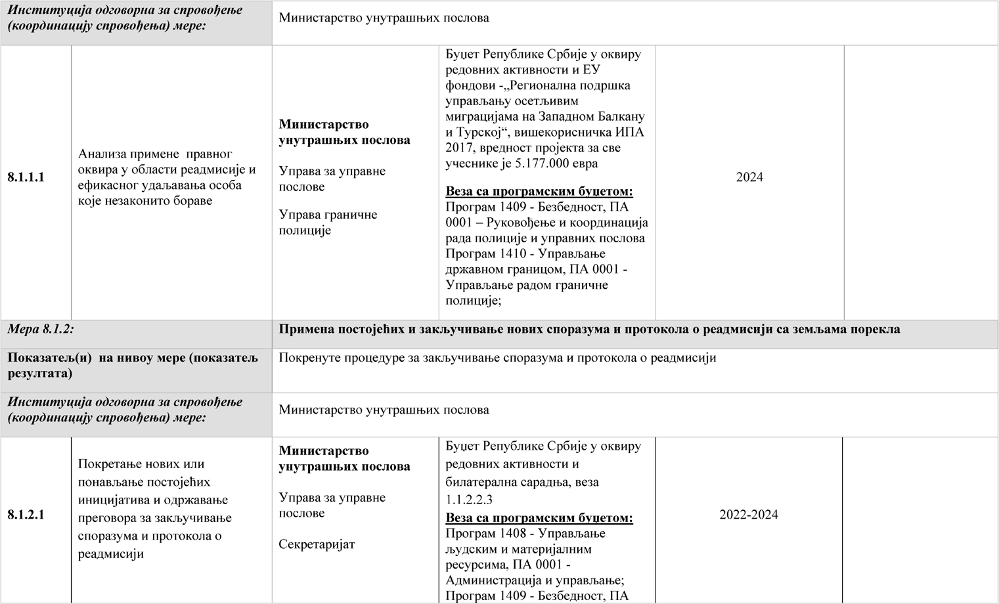 Институција одговорна за спровођење
(координацију спровођења) мере:
Министарство унутрашњих послова
8.1.1.1
Анализа примене правног
оквира у области реадмисије и
ефикасног удаљавања особа
које незаконито бораве
Министарство
унутрашњих послова
Управа за управне
послове
Управа граничне
полиције
Буџет Републике Србије у оквиру
редовних активности и ЕУ
фондови -„Регионална подршка
управљању осетљивим
миграцијама на Западном Балкану
и Турској“, вишекорисничка ИПА
2017, вредност пројекта за све
учеснике је 5.177.000 евра
Веза са програмским буџетом:
Програм 1409 - Безбедност, ПА
0001 – Руковођење и координација
рада полиције и управних послова
Програм 1410 - Управљање
државном границом, ПА 0001 -
Управљање радом граничне
полиције;
2024
Мера 8.1.2:
Примена постојећих и закључивање нових споразума и протокола о реадмисији са земљама порекла
Показатељ(и) на нивоу мере (показатељ
резултата)
Покренуте процедуре за закључивање споразума и протокола о реадмисији
Институција одговорна за спровођење
(координацију спровођења) мере:
Министарство унутрашњих послова
8.1.2.1
Покретање нових или
понављање постојећих
иницијатива и одржавање
преговора за закључивање
споразума и протокола о
реадмисији
Министарство
унутрашњих послова
Управа за управне
послове
Секретаријат
Буџет Републике Србије у оквиру
редовних активности и
билатерална сарадња, веза
1.1.2.2.3
Веза са програмским буџетом:
Програм 1408 - Управљање
људским и материјалним
ресурсима, ПА 0001 -
Администрација и управљање;
Програм 1409 - Безбедност, ПА
2022-2024